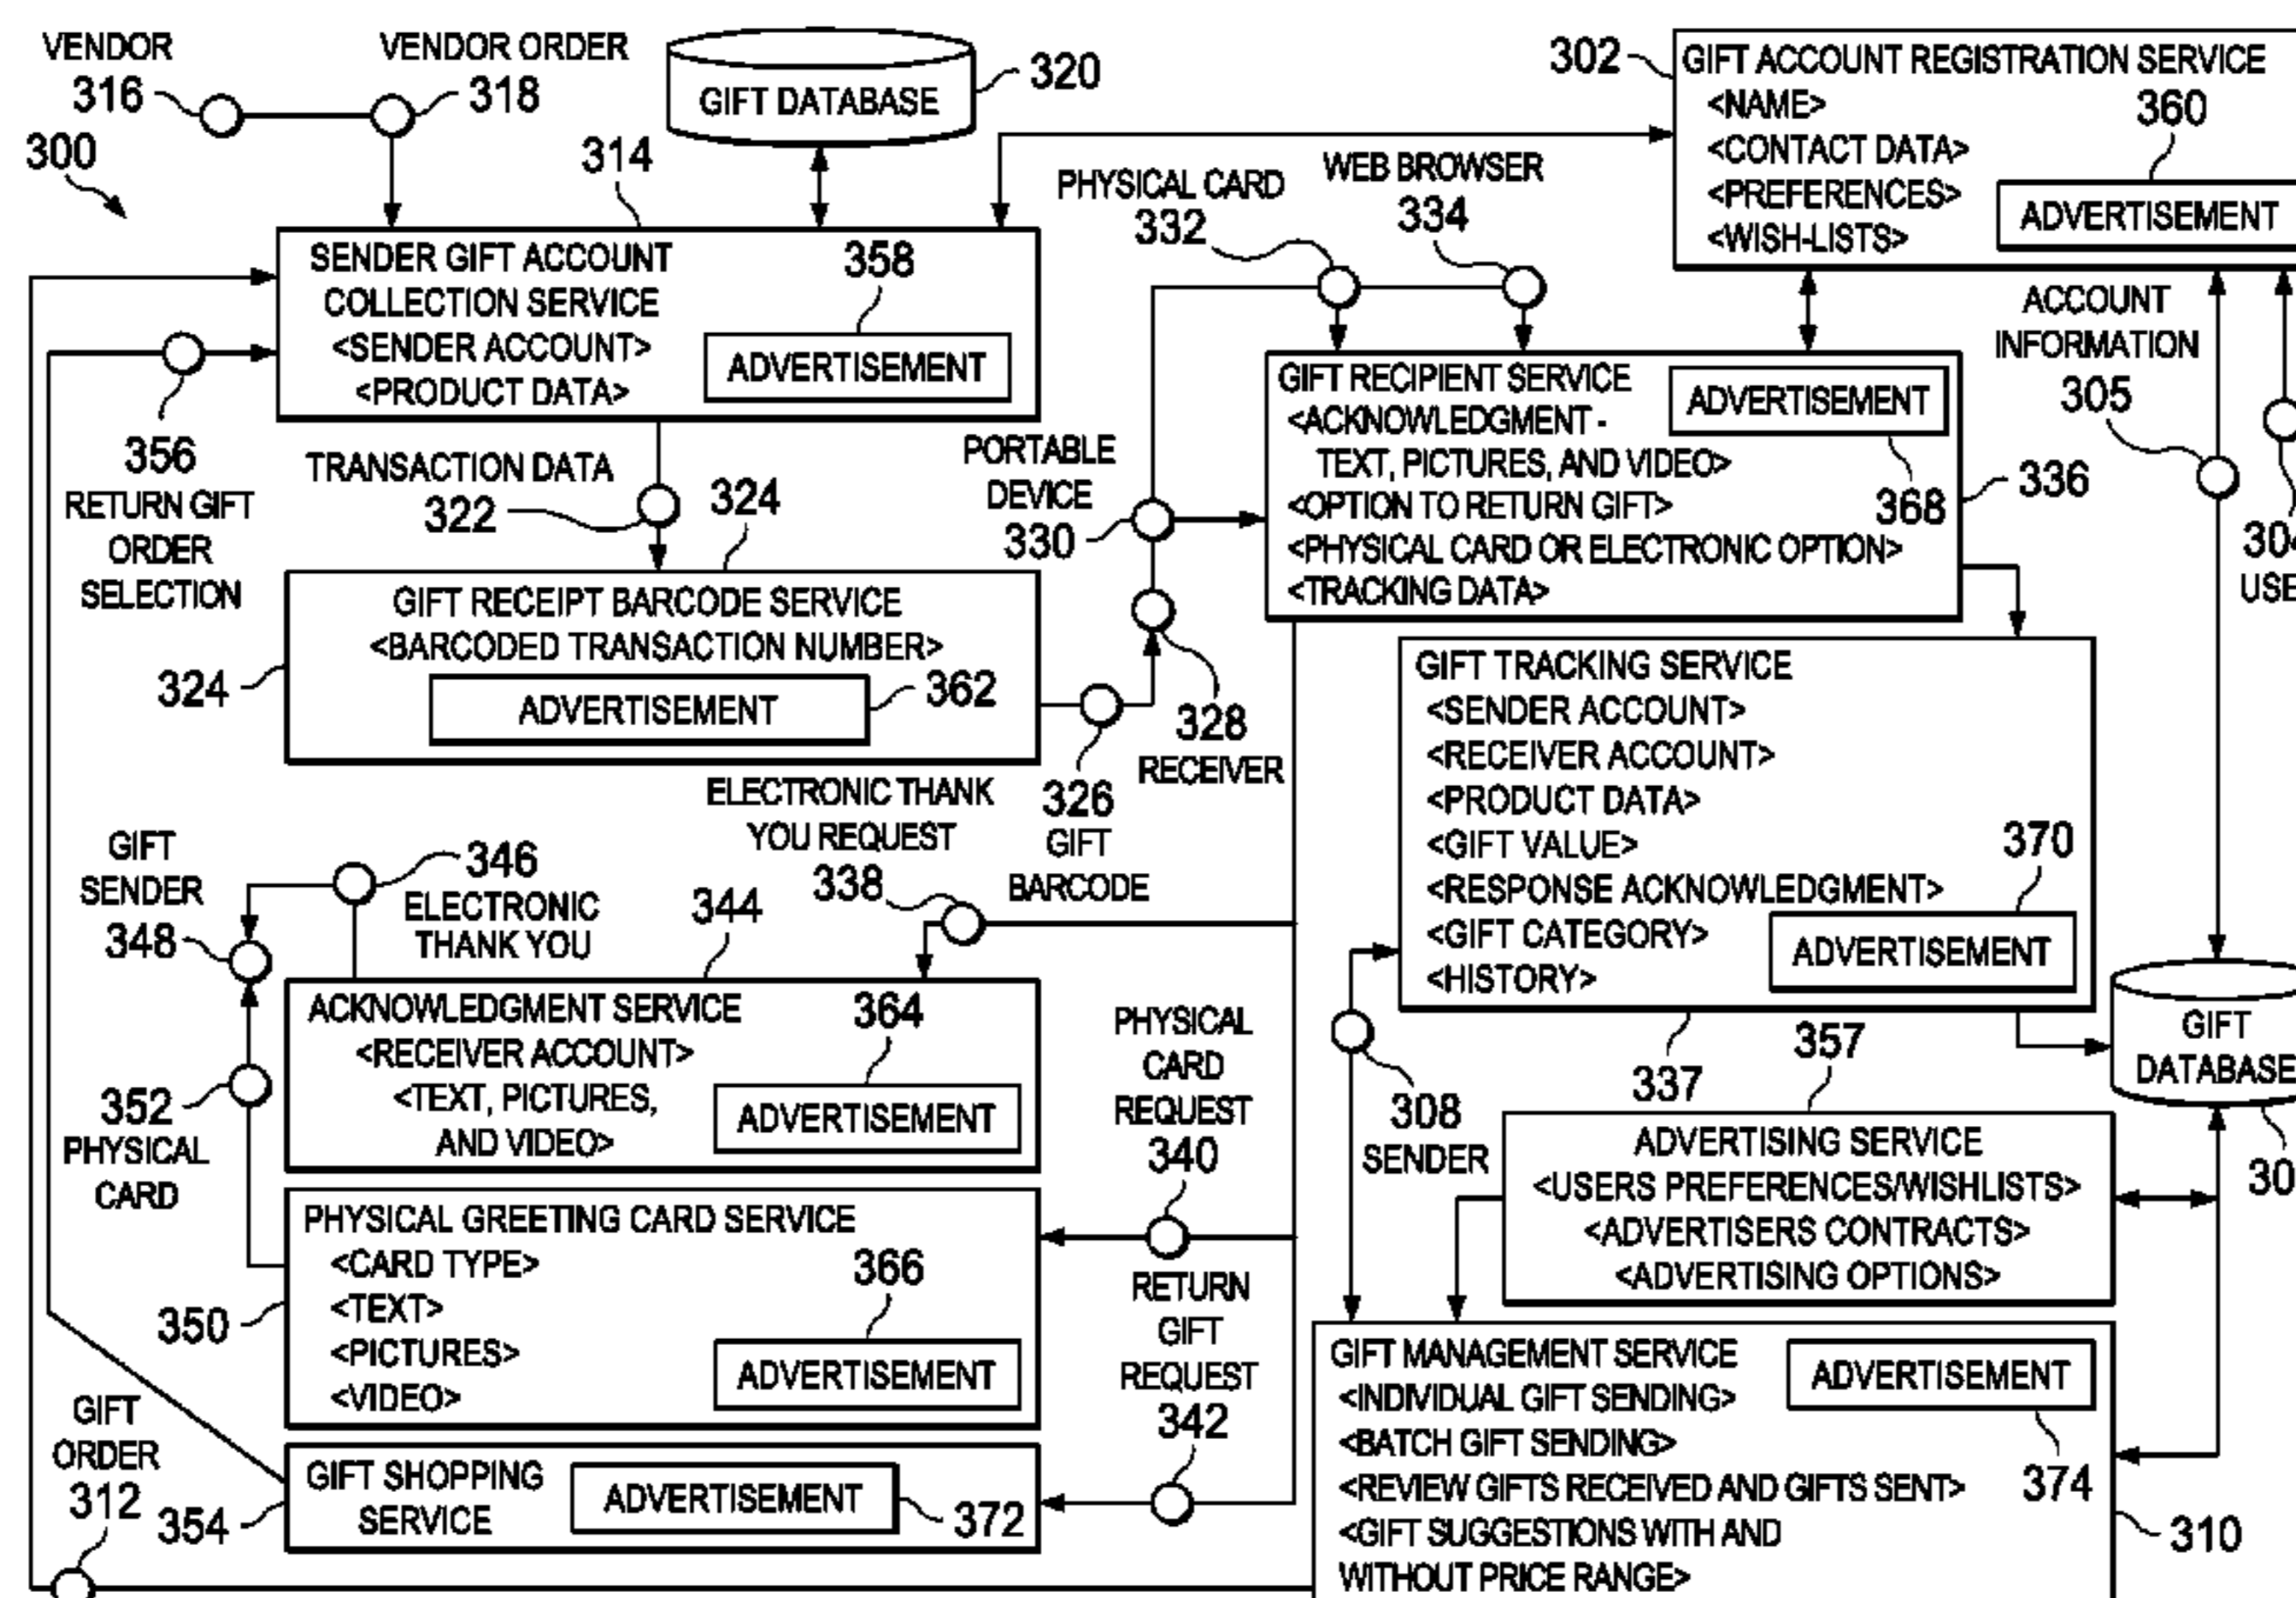 VENDOR
316
VENDOR ORDER
318
300
GIFT DATABASE
320
314
SENDER GIFT ACCOUNT
COLLECTION SERVICE
<SENDER ACCOUNT>
<PRODUCT DATA>
358
ADVERTISEMENT
356
RETURN GIFT
ORDER
SELECTION
TRANSACTION DATA
322
324
GIFT RECEIPT BARCODE SERVICE
<BARCODED TRANSACTION NUMBER>
324
ADVERTISEMENT
362
302
GIFT ACCOUNT REGISTRATION SERVICE
<NAME>
<CONTACT DATA>
<PREFERENCES>
<WISH-LISTS>
360
ADVERTISEMENT
PHYSICAL CARD
332
WEB BROWSER
334
PORTABLE
DEVICE
330
328
RECEIVER
326
GIFT
BARCODE
GIFT RECIPIENT SERVICE
<ACKNOWLEDGMENT -
TEXT, PICTURES, AND VIDEO>
<OPTION TO RETURN GIFT>
<PHYSICAL CARD OR ELECTRONIC OPTION>
<TRACKING DATA>
ADVERTISEMENT
368
336
ACCOUNT
INFORMATION
305
GIFT TRACKING SERVICE
<SENDER ACCOUNT>
<RECEIVER ACCOUNT>
<PRODUCT DATA>
<GIFT VALUE>
<RESPONSE ACKNOWLEDGMENT>
<GIFT CATEGORY>
<HISTORY>
370
ADVERTISEMENT
337
GIFT
DATABASE
ELECTRONIC THANK
YOU REQUEST
338
GIFT
SENDER
348
346
ELECTRONIC
THANK YOU
344
ACKNOWLEDGMENT SERVICE
<RECEIVER ACCOUNT>
<TEXT, PICTURES,
AND VIDEO>
364
ADVERTISEMENT
352
PHYSICAL
CARD
PHYSICAL
CARD
REQUEST
340
308
SENDER
357
ADVERTISING SERVICE
<USERS PREFERENCES/WISHLISTS>
<ADVERTISERS CONTRACTS>
<ADVERTISING OPTIONS>
PHYSICAL GREETING CARD SERVICE
<CARD TYPE>
<TEXT>
<PICTURES>
<VIDEO>
350
366
ADVERTISEMENT
RETURN
GIFT
REQUEST
342
GIFT
ORDER
312
354
GIFT SHOPPING
SERVICE
ADVERTISEMENT
372
GIFT MANAGEMENT SERVICE
<INDIVIDUAL GIFT SENDING>
<BATCH GIFT SENDING>
<REVIEW GIFTS RECEIVED AND GIFTS SENT>
<GIFT SUGGESTIONS WITH AND
WITHOUT PRICE RANGE>
ADVERTISEMENT
374
310